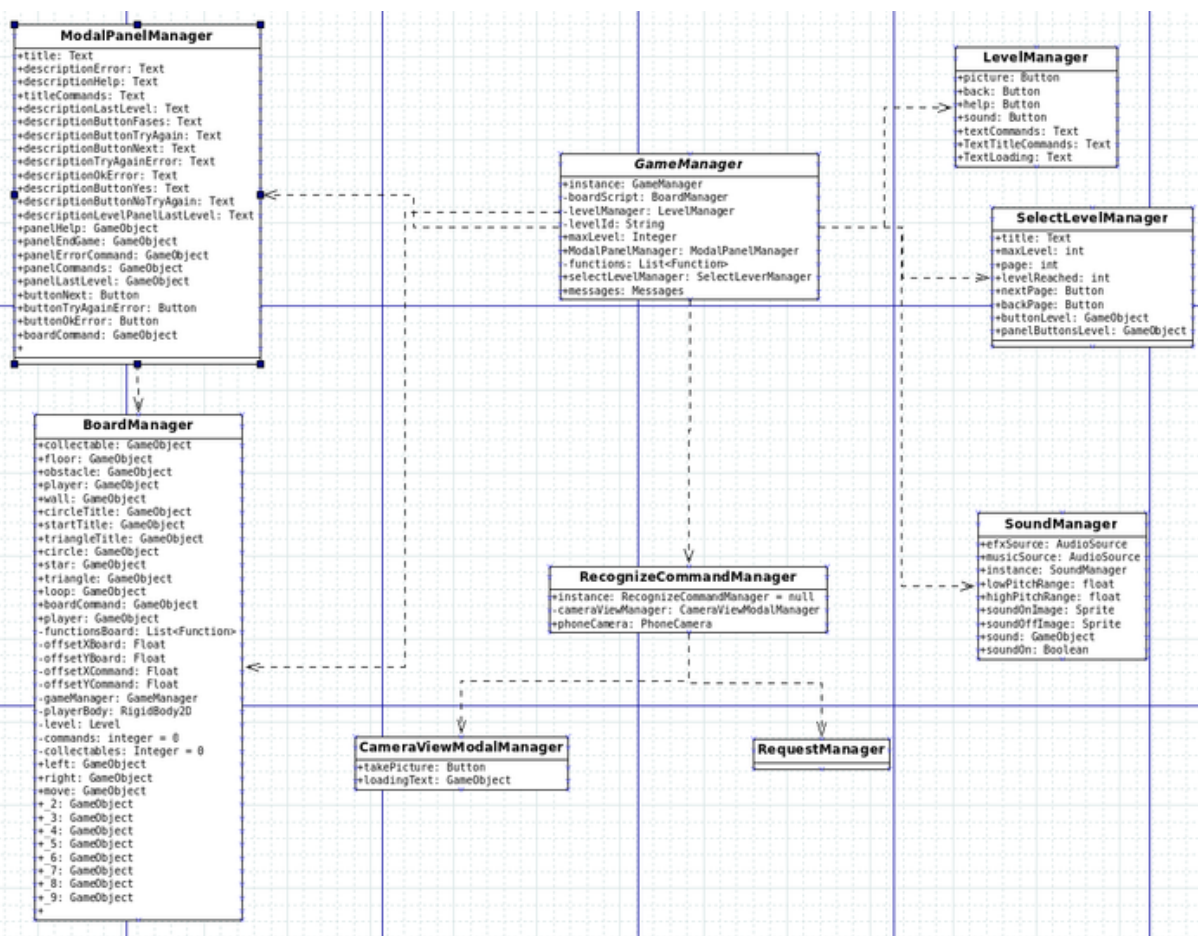 ModalPanelManager
+title: Text
+descriptionError: Text
+descriptionHelp: Text
+titleCommands: Text
+descriptionLastLevel: Text
+descriptionButtonFases: Text
+descriptionButtonTryAgain: Text
+descriptionButtonNext: Text
+descriptionTryAgainError: Text
+descriptionOkError: Text
+descriptionButtonYes: Text
+descriptionButtonNoTryAgain: Text
+descriptionLevelPanelLastLevel: Text
+panelHelp: GameObject
+panelEndGame: GameObject
+panelErrorCommand: GameObject
+panelCommands: GameObject
+panelLastLevel: GameObject
+buttonNext: Button
+buttonTryAgainError: Button
+buttonOkError: Button
+boardCommand: GameObject
+
BoardManager
+collectable: GameObject
+floor: GameObject
+obstacle: GameObject
+player: GameObject
+wall: GameObject
+circleTitle: GameObject
+startTitle: GameObject
+triangleTitle: GameObject
+circle: GameObject
+star: GameObject
+triangle: GameObject
+loop: GameObject
+boardCommand: GameObject
+player: GameObject
-functionsBoard: List<Function>
-offsetXBoard: Float
-offsetYBoard: Float
-offsetXCommand: Float
-offsetYCommand: Float
-gameManager: GameManager
-playerBody: RigidBody2D
-level: Level
-commands: integer = 0
-collectables: Integer = 0
+left: GameObject
+right: GameObject
+move: GameObject
+_2: GameObject
+_3: GameObject
+_4: GameObject
+_5: GameObject
+_6: GameObject
+_7: GameObject
+_8: GameObject
+_9: GameObject
+
GameManager
+instance: GameManager
-boardScript: BoardManager
-levelManager: LevelManager
-levelId: String
+maxLevel: Integer
+ModalPanelManager: ModalPanelManager
-functions: List<Function>
+selectLevelManager: SelectLeverManager
+messages: Messages
RecognizeCommandManager
+instance: RecognizeCommandManager = null
-cameraViewManager: CameraViewModalManager
+phoneCamera: PhoneCamera
CameraViewModalManager
+takePicture: Button
+loadingText: GameObject
RequestManager
LevelManager
+picture: Button
+back: Button
+help: Button
+sound: Button
+textCommands: Text
+TextTitleCommands: Text
+TextLoading: Text
SelectLevelManager
+title: Text
+maxLevel: int
+page: int
+levelReached: int
+nextPage: Button
+backPage: Button
+buttonLevel: GameObject
+panelButtonsLevel: GameObject
SoundManager
+efxSource: AudioSource
+musicSource: AudioSource
+instance: SoundManager
+lowPitchRange: float
+highPitchRange: float
+soundOnImage: Sprite
+soundOffImage: Sprite
+sound: GameObject
+soundOn: Boolean